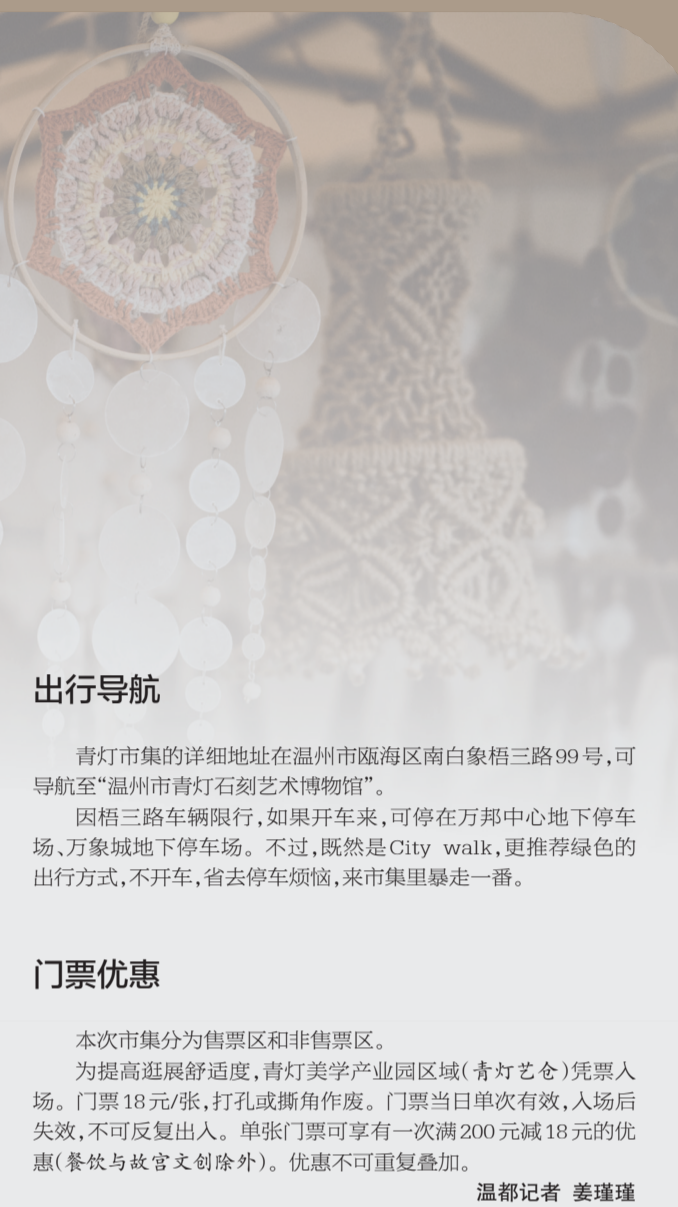 出行导航
青灯市集的详细地址在温州市瓯海区南白象梧三路99号,可
导航至“温州市青灯石刻艺术博物馆”。
因梧三路车辆限行,如果开车来,可停在万邦中心地下停车
场、万象城地下停车场。不过,既然是City walk,更推荐绿色的
出行方式,不开车,省去停车烦恼,来市集里暴走一番。
门票优惠
本次市集分为售票区和非售票区。
为提高逛展舒适度,青灯美学产业园区域(青灯艺仓)凭票入
场。门票18元/张,打孔或撕角作废。门票当日单次有效,入场后
失效,不可反复出入。单张门票可享有一次满200元减18元的优
惠(餐饮与故宫文创除外)。优惠不可重复叠加。
温都记者 姜瑾瑾